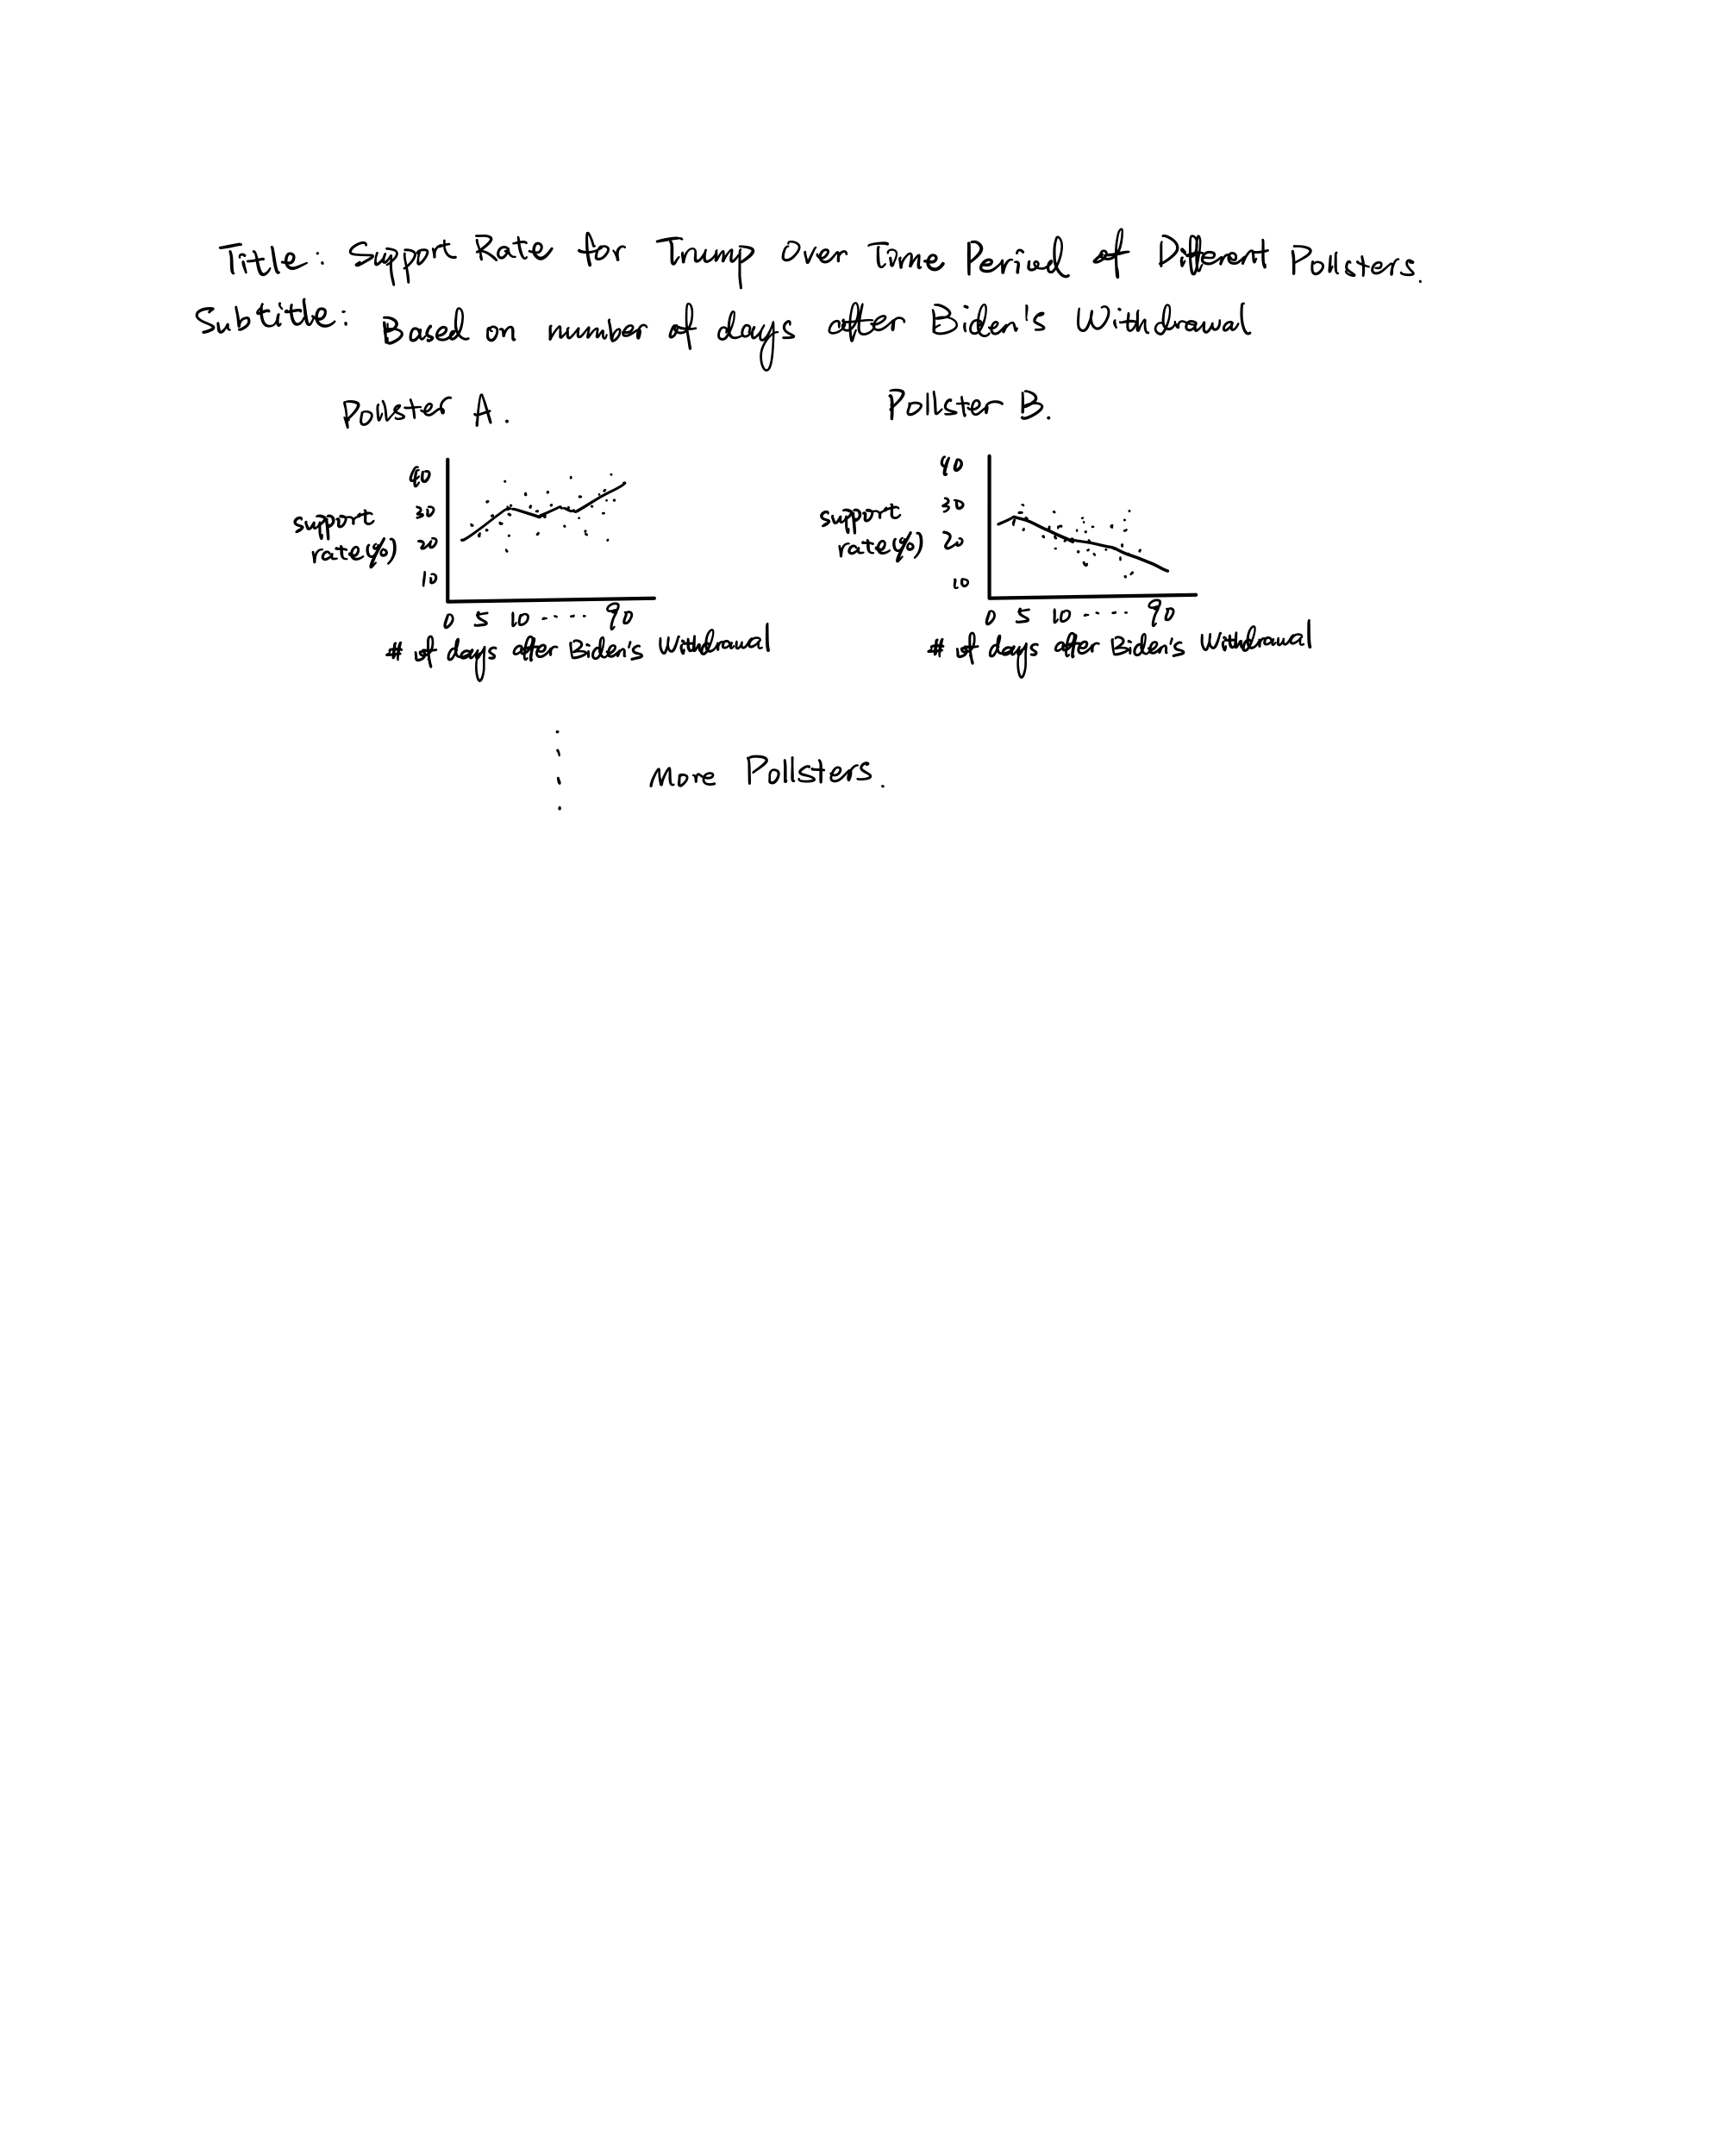 Title: Support Rate for Trump Over Time Period of Different Pollsters.
Subtitle: Based on number of days after Biden's Withdrawal
Pollster A.
40
30
20
10
support
rate(%)
0 5 10 ..... 90
# of days after Biden's Withdrawal
Pollster B.
40
30
20
10
support
rate(%)
0 5 10 ..... 90
# of days after Biden's Withdrawal
More Pollsters.